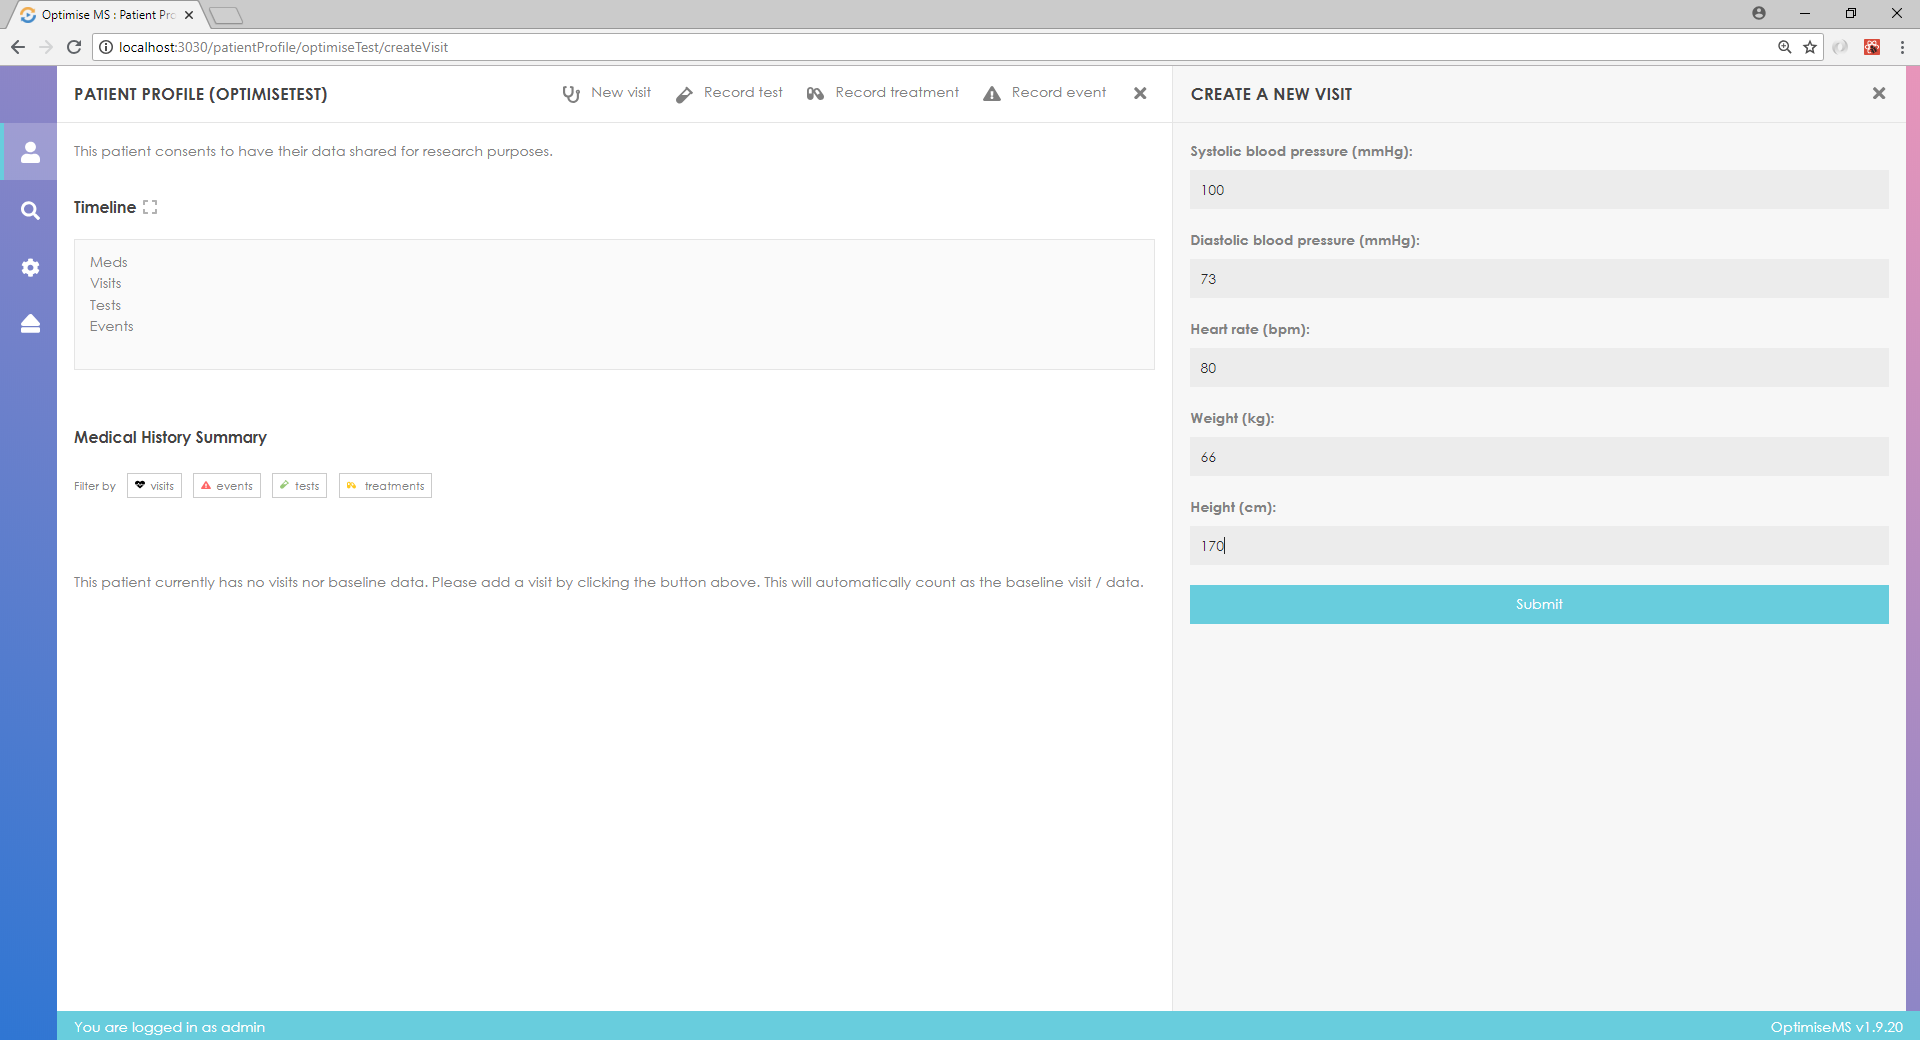 Optimise MS : Patient Pro
localhost:3030/patientProfile/optimiseTest/createVisit
PATIENT PROFILE (OPTIMISETEST)
New visit
Record test
Record treatment
Record event
This patient consents to have their data shared for research purposes.
Timeline
Meds
Visits
Tests
Events
Medical History Summary
Filter by visits events tests treatments
This patient currently has no visits nor baseline data. Please add a visit by clicking the button above. This will automatically count as the baseline visit / data.
CREATE A NEW VISIT
Systolic blood pressure (mmHg):
100
Diastolic blood pressure (mmHg):
73
Heart rate (bpm):
80
Weight (kg):
66
Height (cm):
170
Submit
You are logged in as admin
OptimiseMS v1.9.20